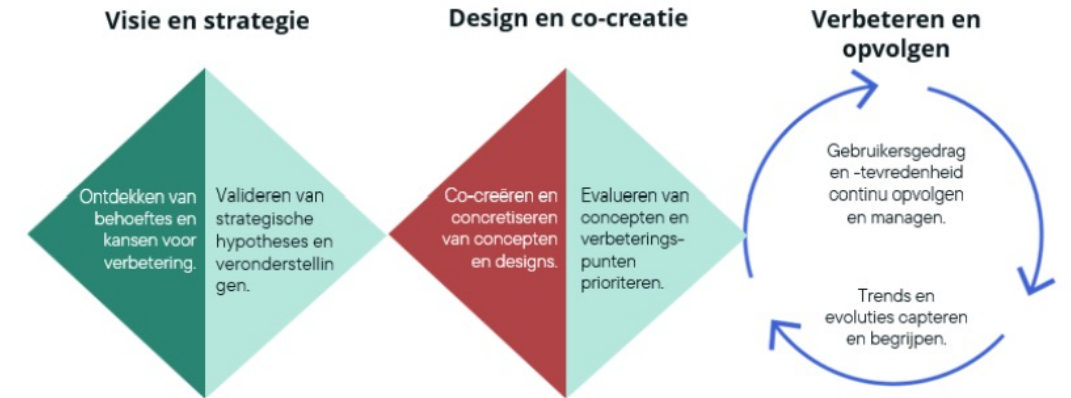 Visie en strategie
Design en co-creatie
Verbeteren en
opvolgen
Ontdekken van
behoeftes en
kansen voor
verbetering.
Valideren van
strategische
hypotheses en
veronderstellin
gen.
Co-creëren en
concretiseren
van concepten
en designs.
Evalueren van
concepten en
verbeterings-
punten
prioriteren.
Gebruikersgedrag
en -tevredenheid
continu opvolgen
en managen.
Trends en
evoluties capteren
en begrijpen.